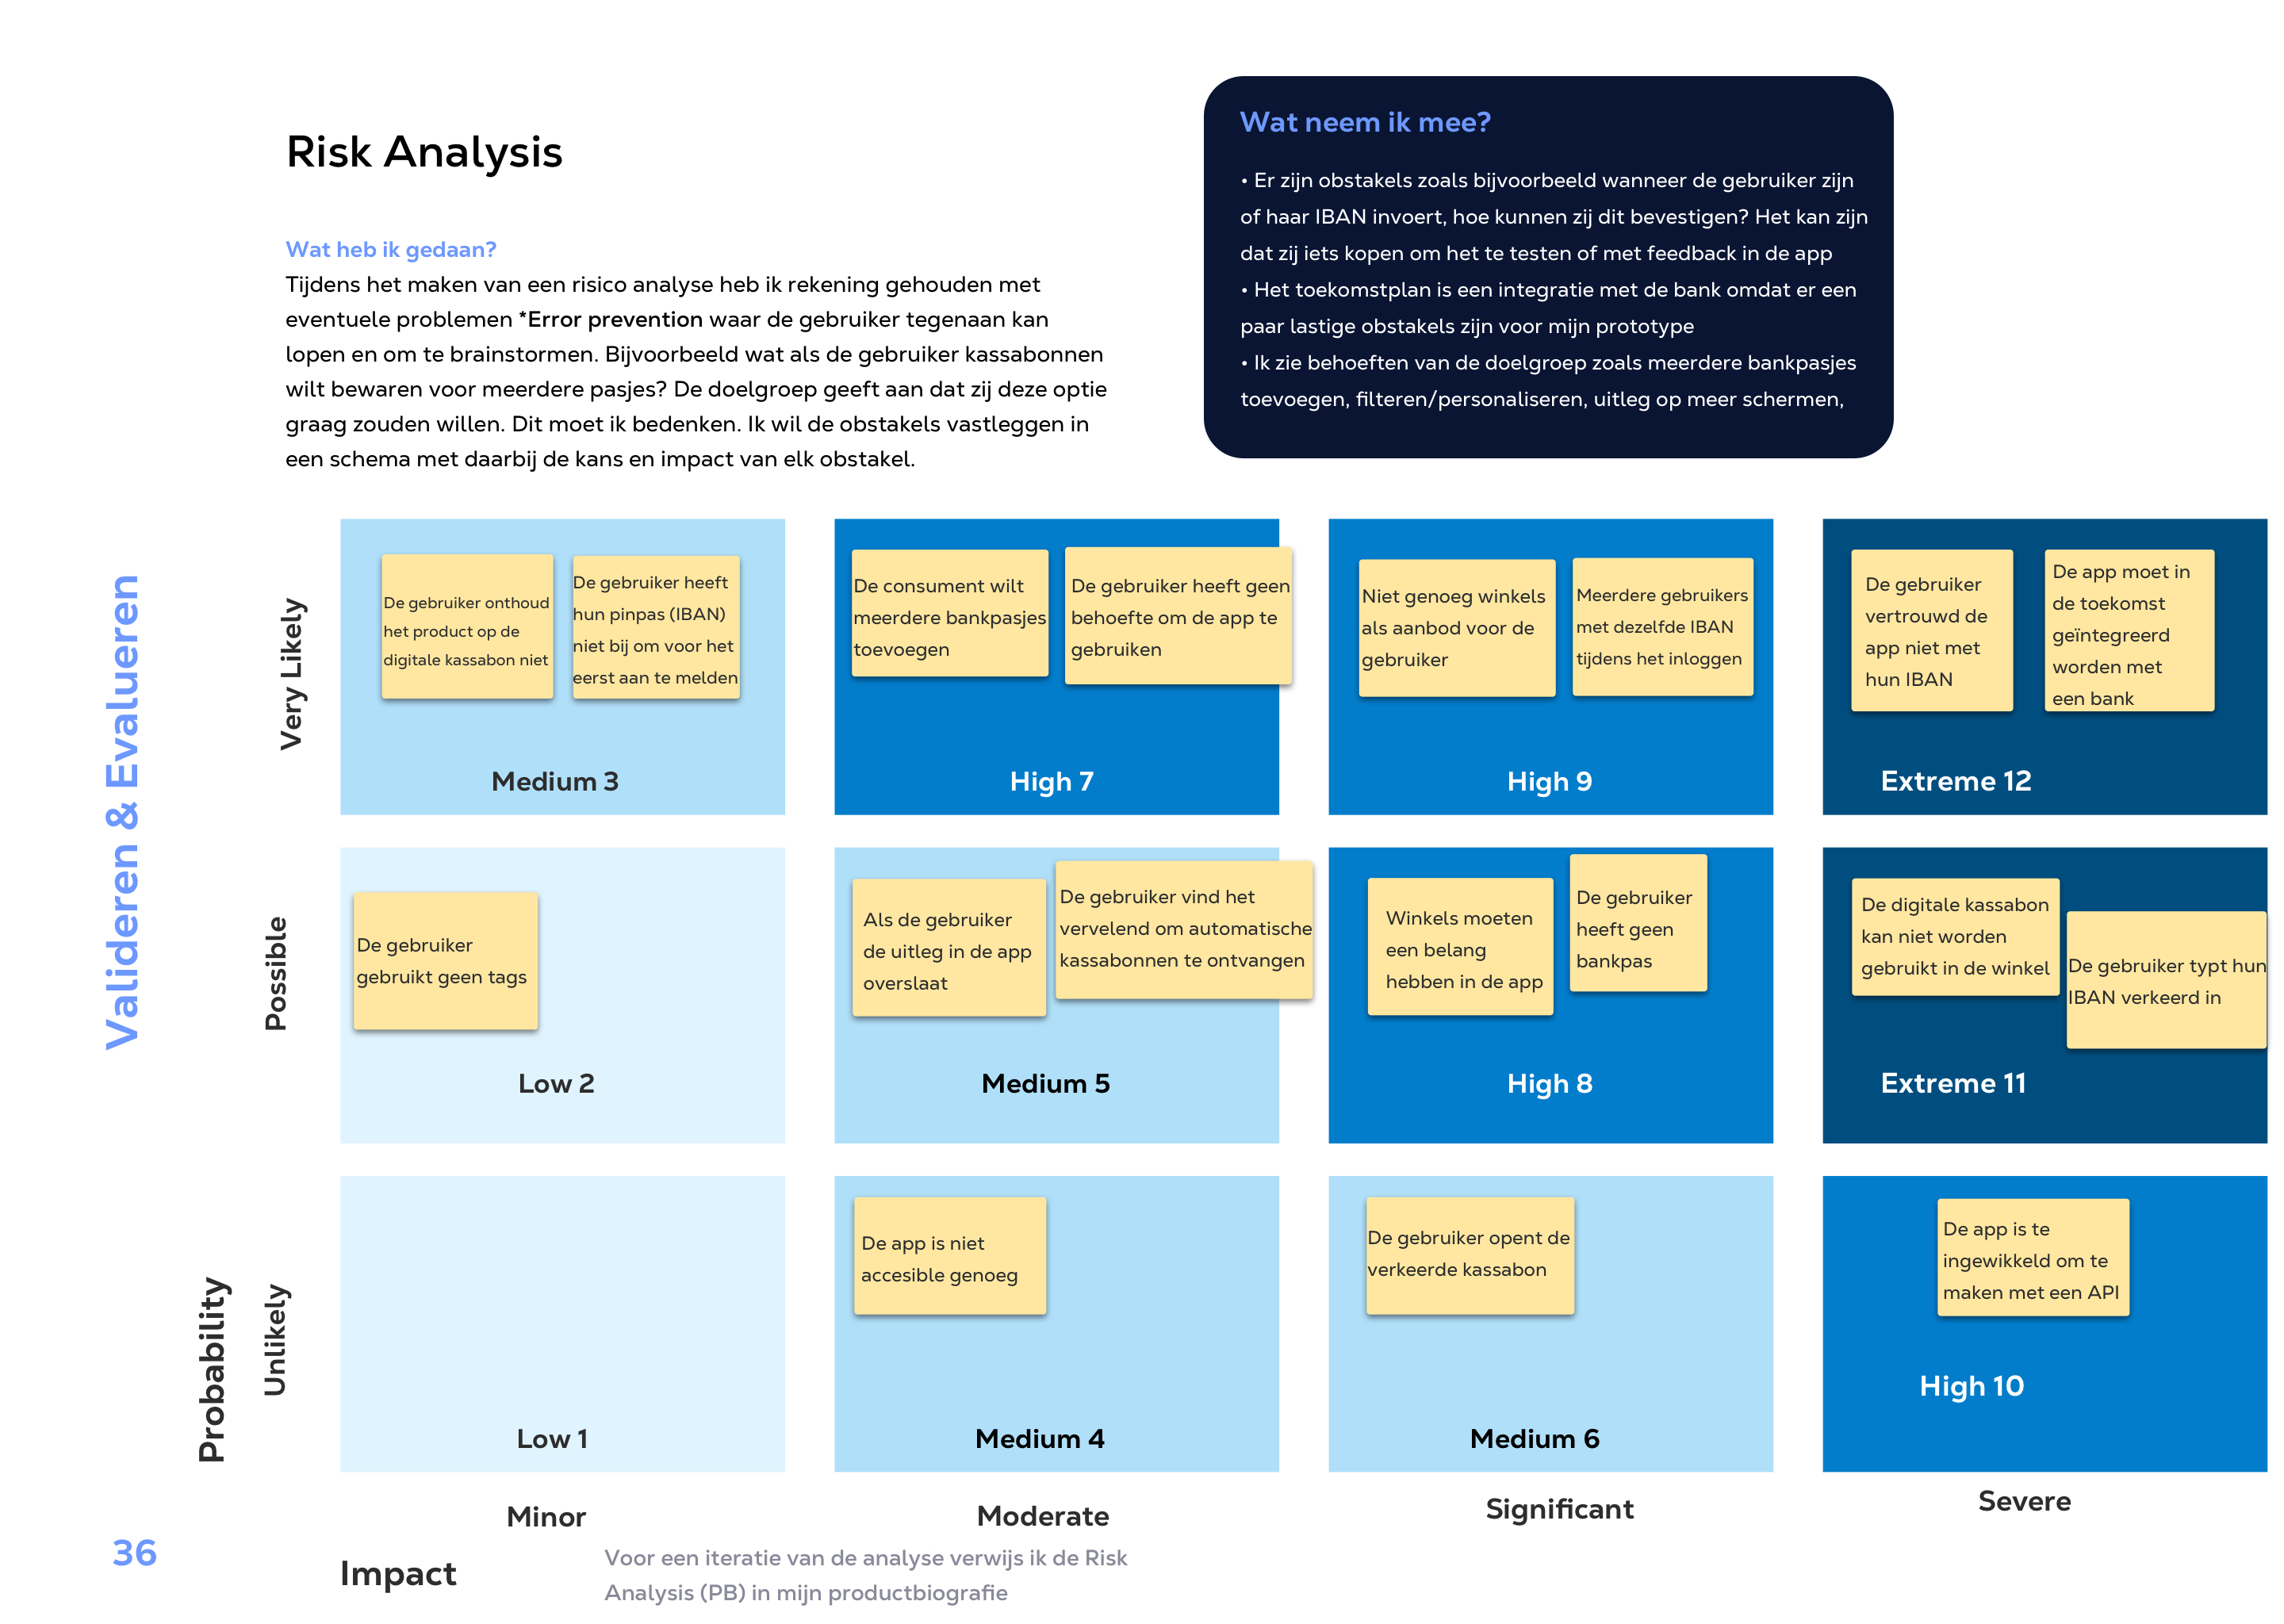 Risk Analysis
Wat heb ik gedaan?
Tijdens het maken van een risico analyse heb ik rekening gehouden met
eventuele problemen *Error prevention waar de gebruiker tegenaan kan
lopen en om te brainstormen. Bijvoorbeeld wat als de gebruiker kassabonnen
wilt bewaren voor meerdere pasjes? De doelgroep geeft aan dat zij deze optie
graag zouden willen. Dit moet ik bedenken. Ik wil de obstakels vastleggen in
een schema met daarbij de kans en impact van elk obstakel.
Wat neem ik mee?
• Er zijn obstakels zoals bijvoorbeeld wanneer de gebruiker zijn
of haar IBAN invoert, hoe kunnen zij dit bevestigen? Het kan zijn
dat zij iets kopen om het te testen of met feedback in de app
• Het toekomstplan is een integratie met de bank omdat er een
paar lastige obstakels zijn voor mijn prototype
• Ik zie behoeften van de doelgroep zoals meerdere bankpasjes
toevoegen, filteren/personaliseren, uitleg op meer schermen,
Valideren & Evalueren
Very Likely
De gebruiker onthoud
het product op de
digitale kassabon niet
De gebruiker heeft
hun pinpas (IBAN)
niet bij om voor het
eerst aan te melden
Medium 3
De consument wilt
meerdere bankpasjes
toevoegen
De gebruiker heeft geen
behoefte om de app te
gebruiken
High 7
Niet genoeg winkels
als aanbod voor de
gebruiker
Meerdere gebruikers
met dezelfde IBAN
tijdens het inloggen
High 9
De gebruiker
vertrouwd de
app niet met
hun IBAN
De app moet in
de toekomst
geïntegreerd
worden met
een bank
Extreme 12
Possible
De gebruiker
gebruikt geen tags
Low 2
Als de gebruiker
de uitleg in de app
overslaat
De gebruiker vind het
vervelend om automatische
kassabonnen te ontvangen
Medium 5
Winkels moeten
een belang
hebben in de app
De gebruiker
heeft geen
bankpas
High 8
De digitale kassabon
kan niet worden
gebruikt in de winkel
De gebruiker typt hun
IBAN verkeerd in
Extreme 11
Probability
Unlikely
Low 1
De app is niet
accesible genoeg
Medium 4
De gebruiker opent de
verkeerde kassabon
Medium 6
De app is te
ingewikkeld om te
maken met een API
High 10
Minor
Moderate
Significant
Severe
36
Impact
Voor een iteratie van de analyse verwijs ik de Risk
Analysis (PB) in mijn productbiografie